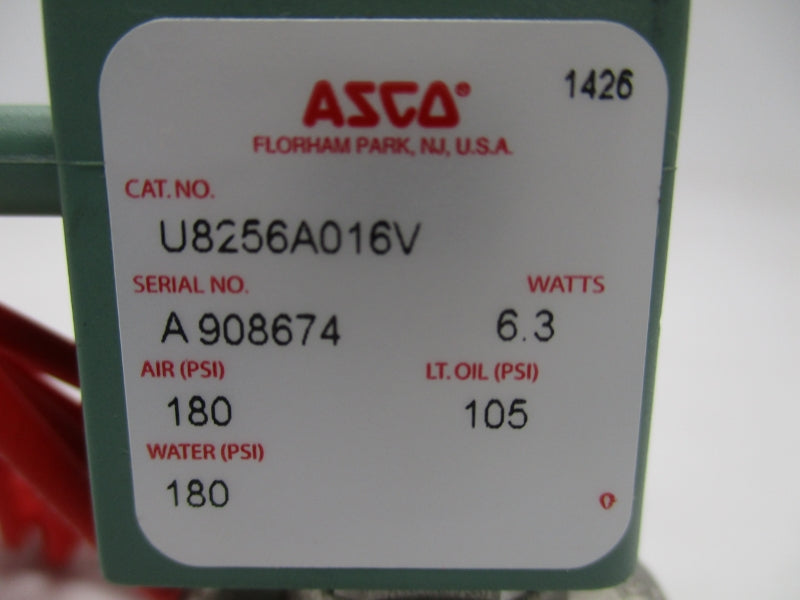 1426
ASCO®
FLORHAM PARK, NJ, U.S.A.
CAT. NO.
U8256A016V
SERIAL NO. WATTS
A 908674 6.3
AIR (PSI) LT. OIL (PSI)
180 105
WATER (PSI)
180